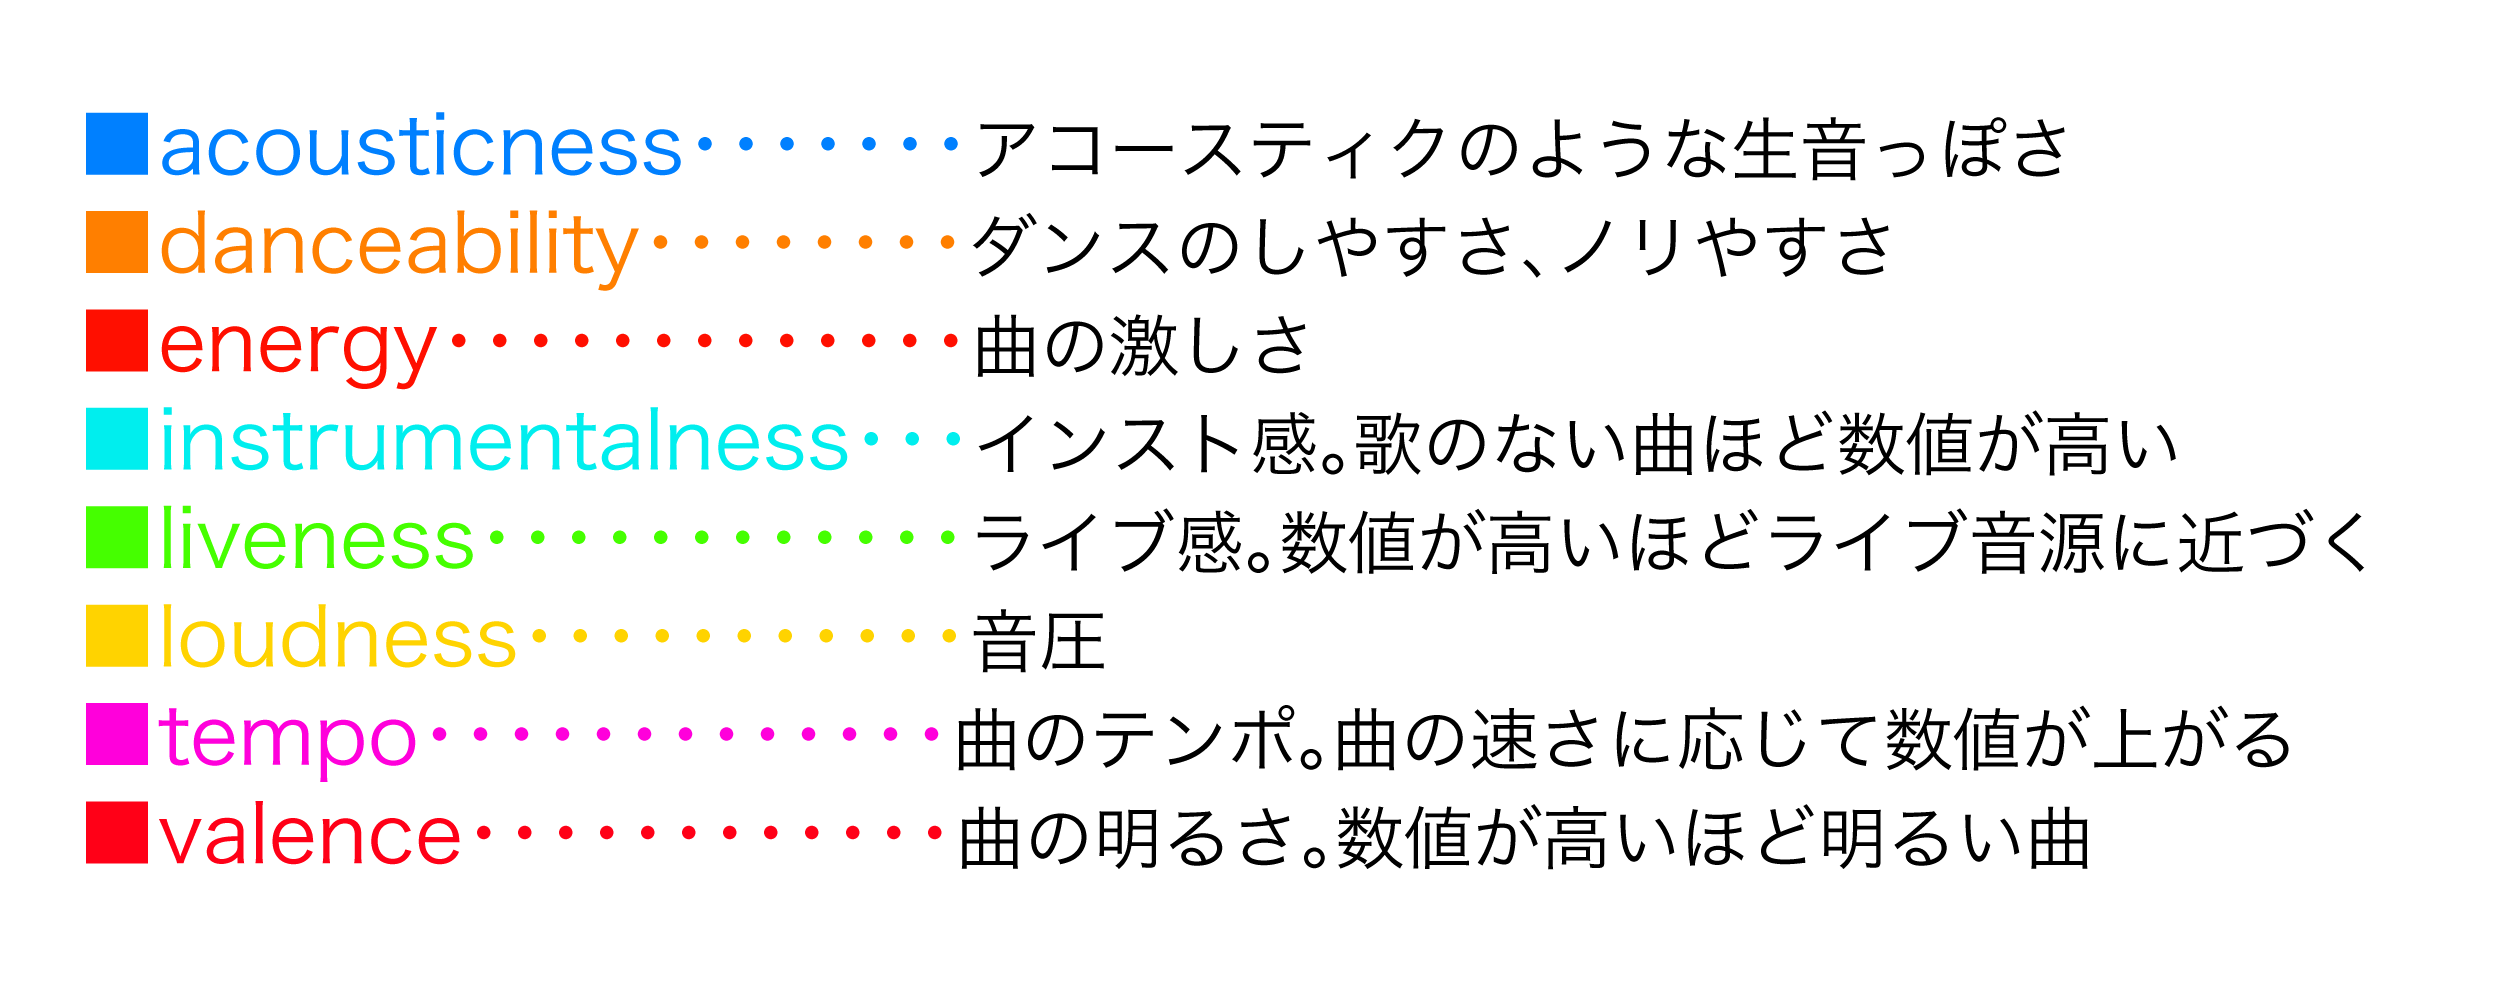 ■acousticness・・・・・・・アコースティックのような生音っぽさ
■danceability・・・・・・・・ダンスのしやすさ、ノリやすさ
■energy・・・・・・・・・・・・・曲の激しさ
■instrumentalness・・・インスト感。歌のない曲ほど数値が高い
■liveness・・・・・・・・・・・・ライブ感。数値が高いほどライブ音源に近づく
■loudness・・・・・・・・・・・音圧
■tempo・・・・・・・・・・・・・曲のテンポ。曲の速さに応じて数値が上がる
■valence・・・・・・・・・・・・曲の明るさ。数値が高いほど明るい曲